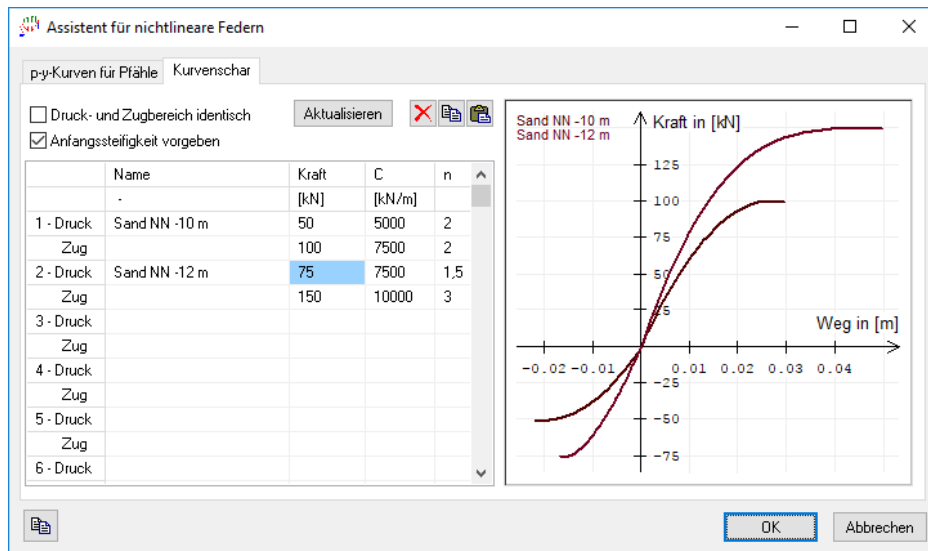 Assistent für nichtlineare Federn
p-y-Kurven für Pfähle Kurvenschar
Druck- und Zugbereich identisch Aktualisieren
Anfangssteifigkeit vorgeben
Name Kraft C n
- [kN] [kN/m]
1 - Druck Sand NN -10 m 50 5000 2
Zug 100 7500 2
2 - Druck Sand NN -12 m 75 7500 1,5
Zug 150 10000 3
3 - Druck
Zug
4 - Druck
Zug
5 - Druck
Zug
6 - Druck
Sand NN -10 m
Sand NN -12 m
Kraft in [kN]
125
100
75
50
25
Weg in [m]
-0.02 -0.01 0.01 0.02 0.03 0.04
-25
-50
-75
OK Abbrechen